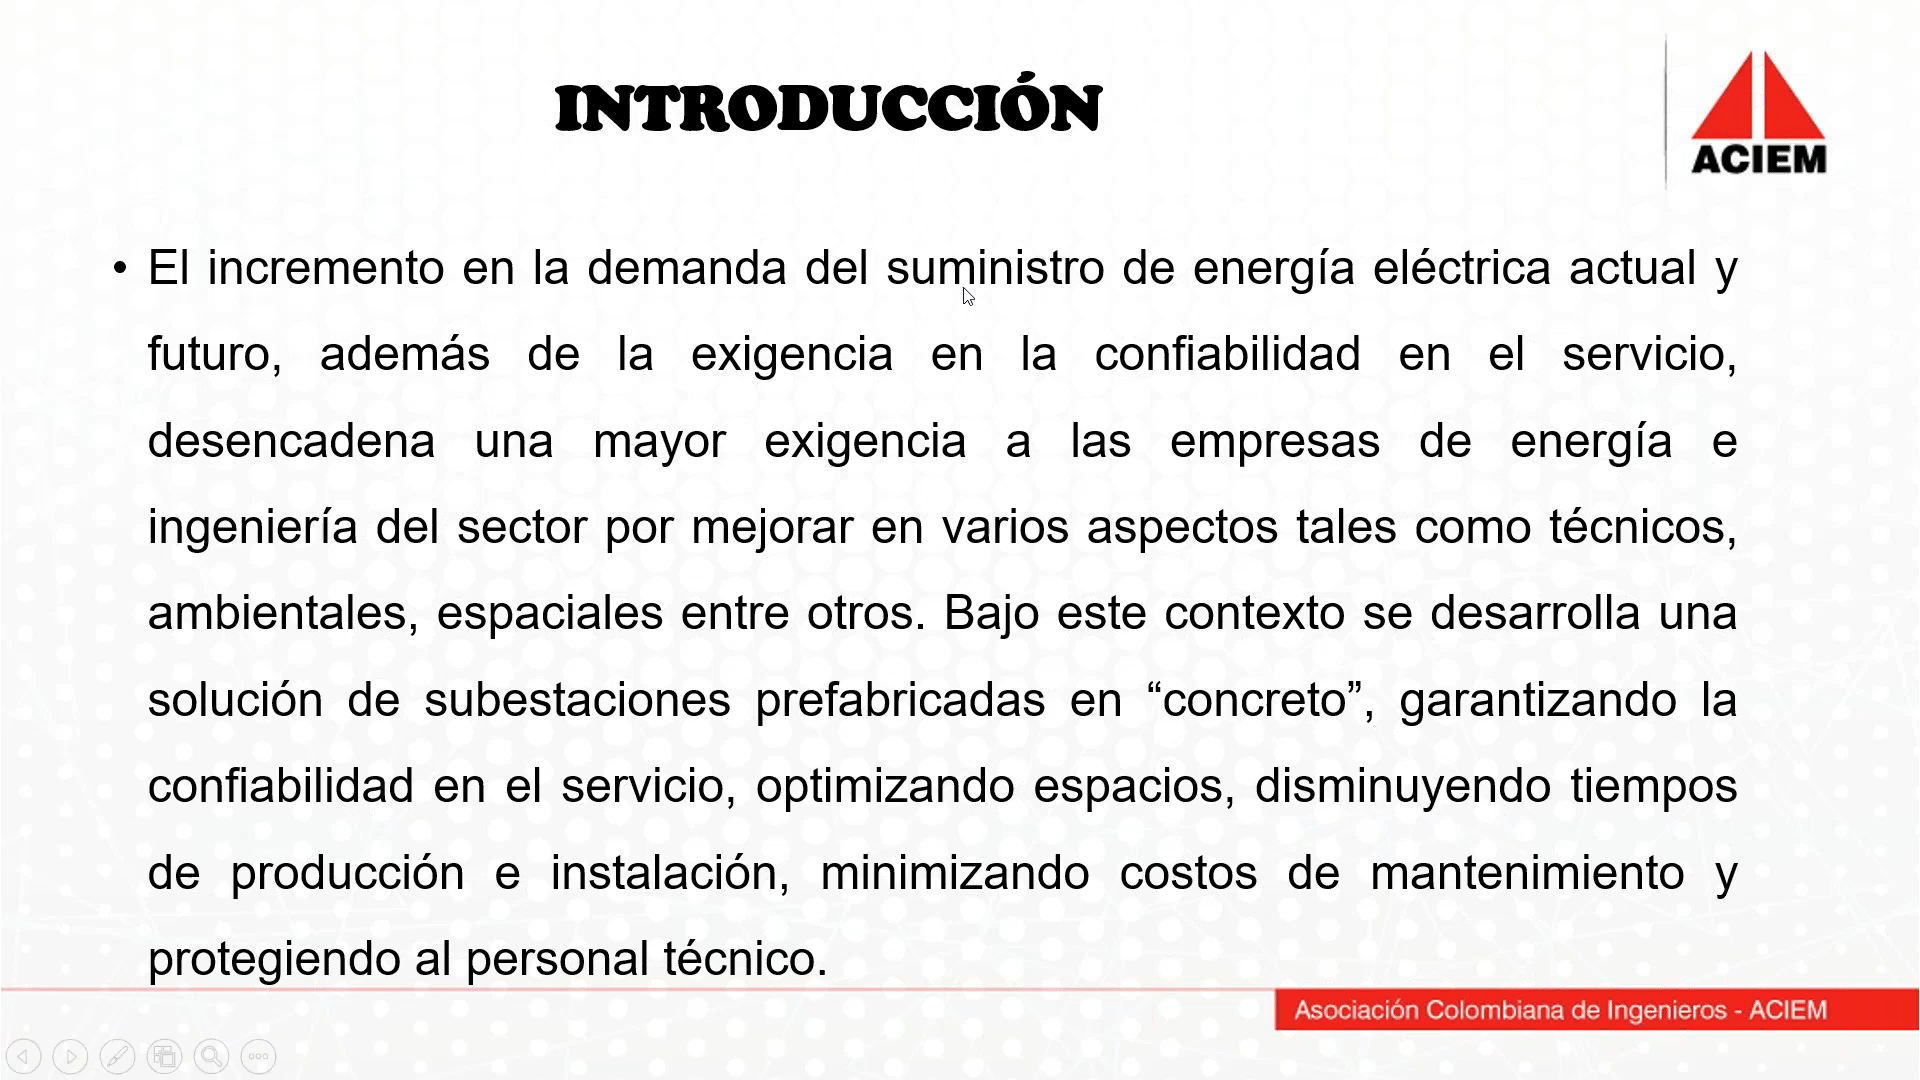 INTRODUCCIÓN
ACIEM
• El incremento en la demanda del suministro de energía eléctrica actual y
futuro, además de la exigencia en la confiabilidad en el servicio,
desencadena una mayor exigencia a las empresas de energía e
ingeniería del sector por mejorar en varios aspectos tales como técnicos,
ambientales, espaciales entre otros. Bajo este contexto se desarrolla una
solución de subestaciones prefabricadas en “concreto”, garantizando la
confiabilidad en el servicio, optimizando espacios, disminuyendo tiempos
de producción e instalación, minimizando costos de mantenimiento y
protegiendo al personal técnico.
Asociación Colombiana de Ingenieros - ACIEM